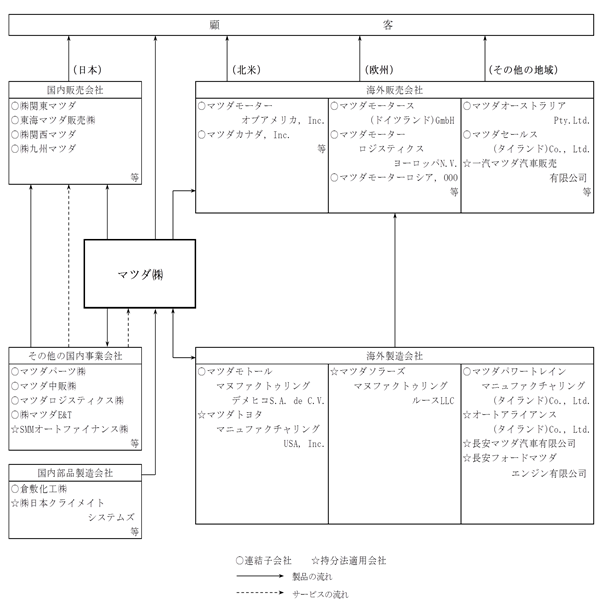 顧　客
(日本)
(北米)
(欧州)
(その他の地域)
国内販売会社
○㈱関東マツダ
○東海マツダ販売㈱
○㈱関西マツダ
○㈱九州マツダ
等
海外販売会社
○マツダモーター
オブアメリカ, Inc.
○マツダカナダ, Inc.
等
○マツダモータース
(ドイツランド)GmbH
○マツダモーター
ロジスティクス
ヨーロッパN.V.
○マツダモーターロシア, OOO
等
○マツダオーストラリア
Pty.Ltd.
○マツダセールス
(タイランド)Co., Ltd.
☆一汽マツダ汽車販売
有限公司
等
マツダ㈱
その他の国内事業会社
○マツダパーツ㈱
○マツダ中販㈱
○マツダロジスティクス㈱
○㈱マツダE&T
☆SMMオートファイナンス㈱
等
国内部品製造会社
○倉敷化工㈱
☆㈱日本クライメイト
システムズ
等
海外製造会社
○マツダモトール
マヌファクトゥリング
デメヒコS.A. de C.V.
☆マツダトヨタ
マニュファクチャリング
USA, Inc.
☆マツダソラーズ
マヌファクトゥリング
ルースLLC
○マツダパワートレイン
マニュファクチャリング
(タイランド)Co., Ltd.
☆オートアライアンス
(タイランド)Co., Ltd.
☆長安マツダ汽車有限公司
☆長安フォードマツダ
エンジン有限公司
○連結子会社　☆持分法適用会社
製品の流れ
サービスの流れ